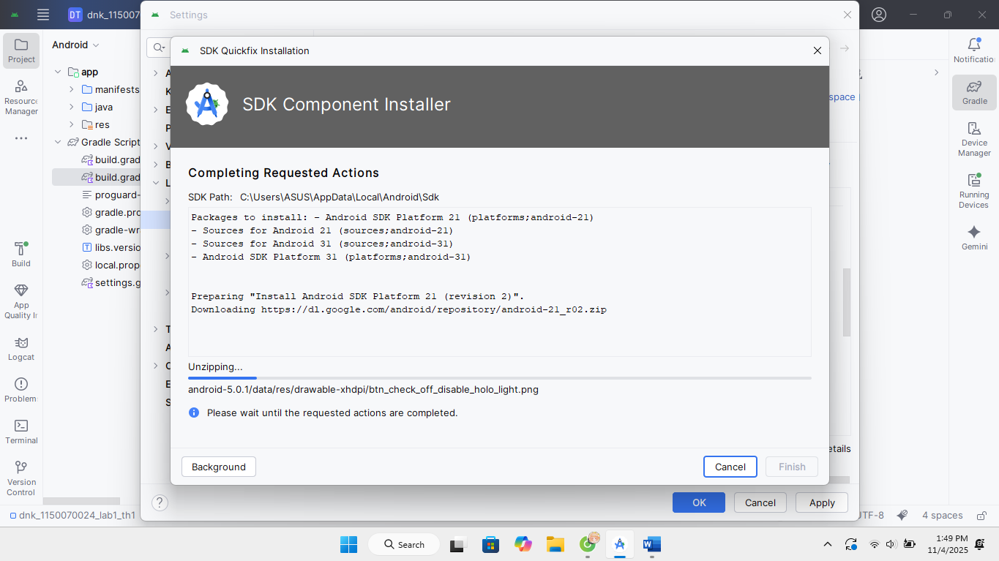 DT dnk_115007
Settings
Project
Resourc
Manager
Build
App
Quality In
Logcat
Problem
Terminal
Version
Control
Android
app
manifests
java
res
Gradle Script
build.grad
build.grad
proguard-
gradle.pro
gradle-wr
libs.versio
local.prop
settings.g
SDK Quickfix Installation
SDK Component Installer
Completing Requested Actions
SDK Path: C:\Users\ASUS\AppData\Local\Android\Sdk
Packages to install: - Android SDK Platform 21 (platforms;android-21)
- Sources for Android 21 (sources;android-21)
- Sources for Android 31 (sources;android-31)
- Android SDK Platform 31 (platforms;android-31)
Preparing "Install Android SDK Platform 21 (revision 2)".
Downloading https://dl.google.com/android/repository/android-21_r02.zip
Unzipping...
android-5.0.1/data/res/drawable-xhdpi/btn_check_off_disable_holo_light.png
Please wait until the requested actions are completed.
Background
Cancel
Finish
space
etails
?
OK
Cancel
Apply
Notificatio
Gradle
Device
Manager
Running
Devices
Gemini
dnk_1150070024_lab1_th1
UTF-8
4 spaces
Search
1:49 PM
11/4/2025